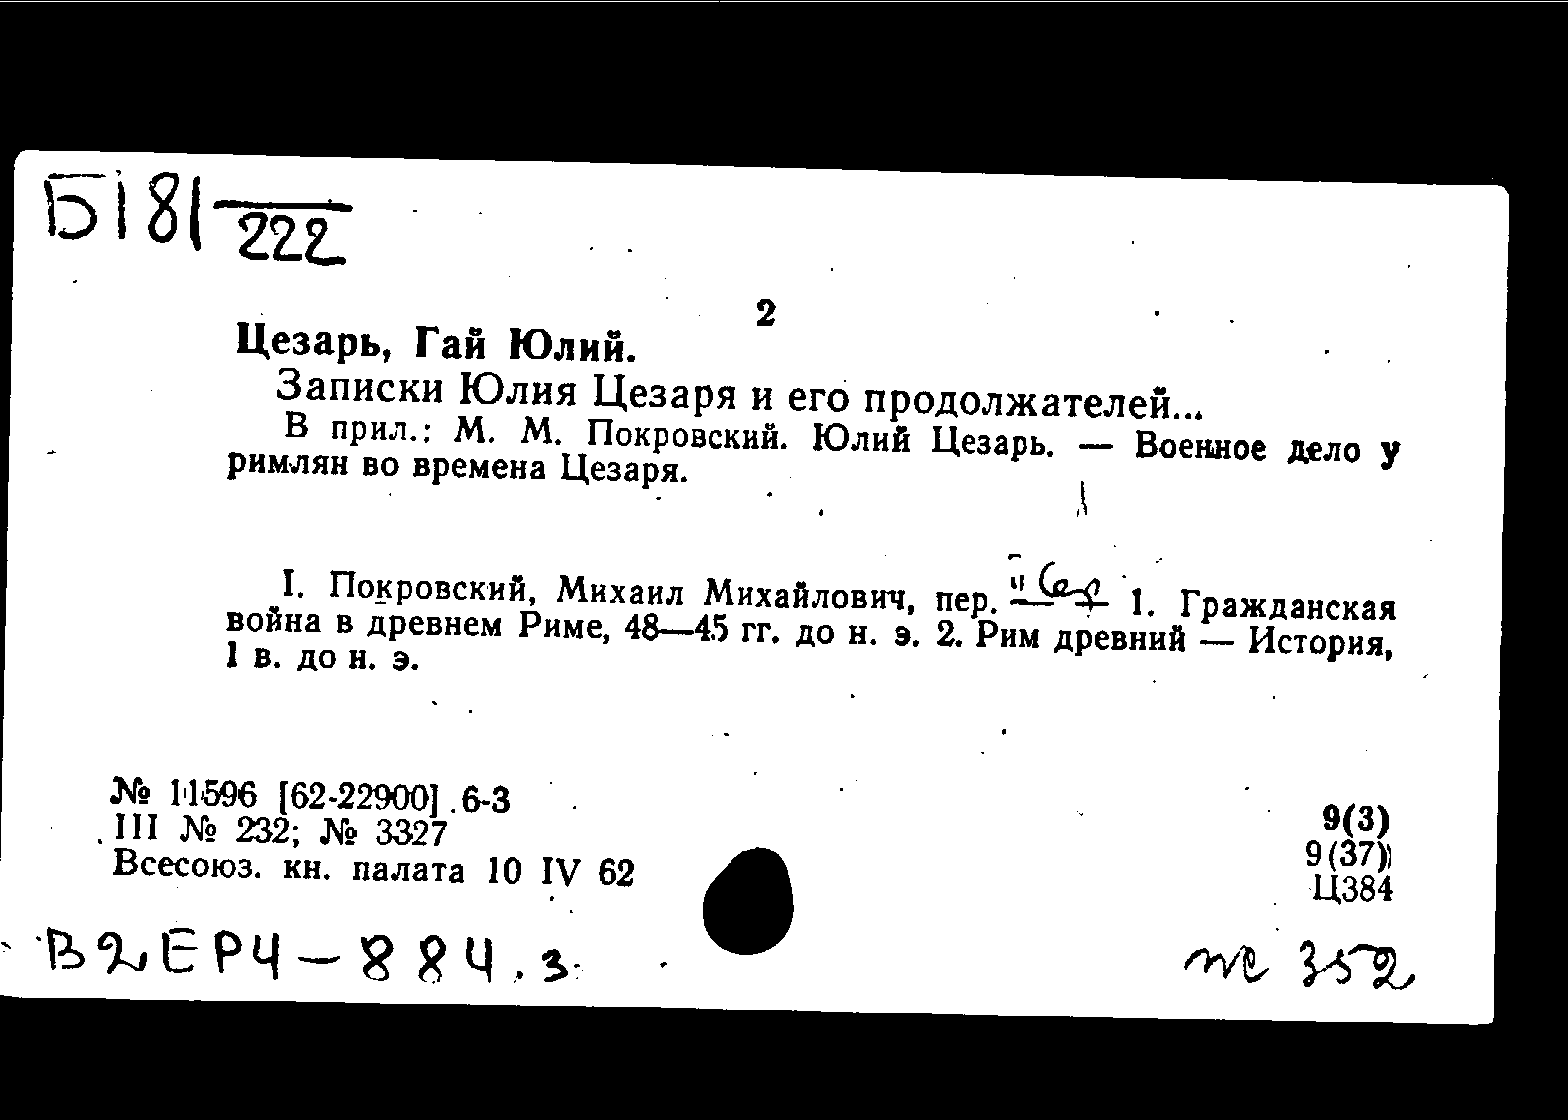 Б181
222
2
Цезарь, Гай Юлий.
Записки Юлия Цезаря и его продолжателей...
В прил.: М. М. Покровский. Юлий Цезарь. — Военное дело у
римлян во времена Цезаря.
I. Покровский, Михаил Михайлович, пер. — 1. Гражданская
война в древнем Риме, 48—45 гг. до н. э. 2. Рим древний — История,
1 в. до н. э.
№ 11596 [62-22900] 6-3
III № 232; № 3327
Всесоюз. кн. палата 10 IV 62
9(3)
9(37)
Ц384
В2ЕР4-884.3
352